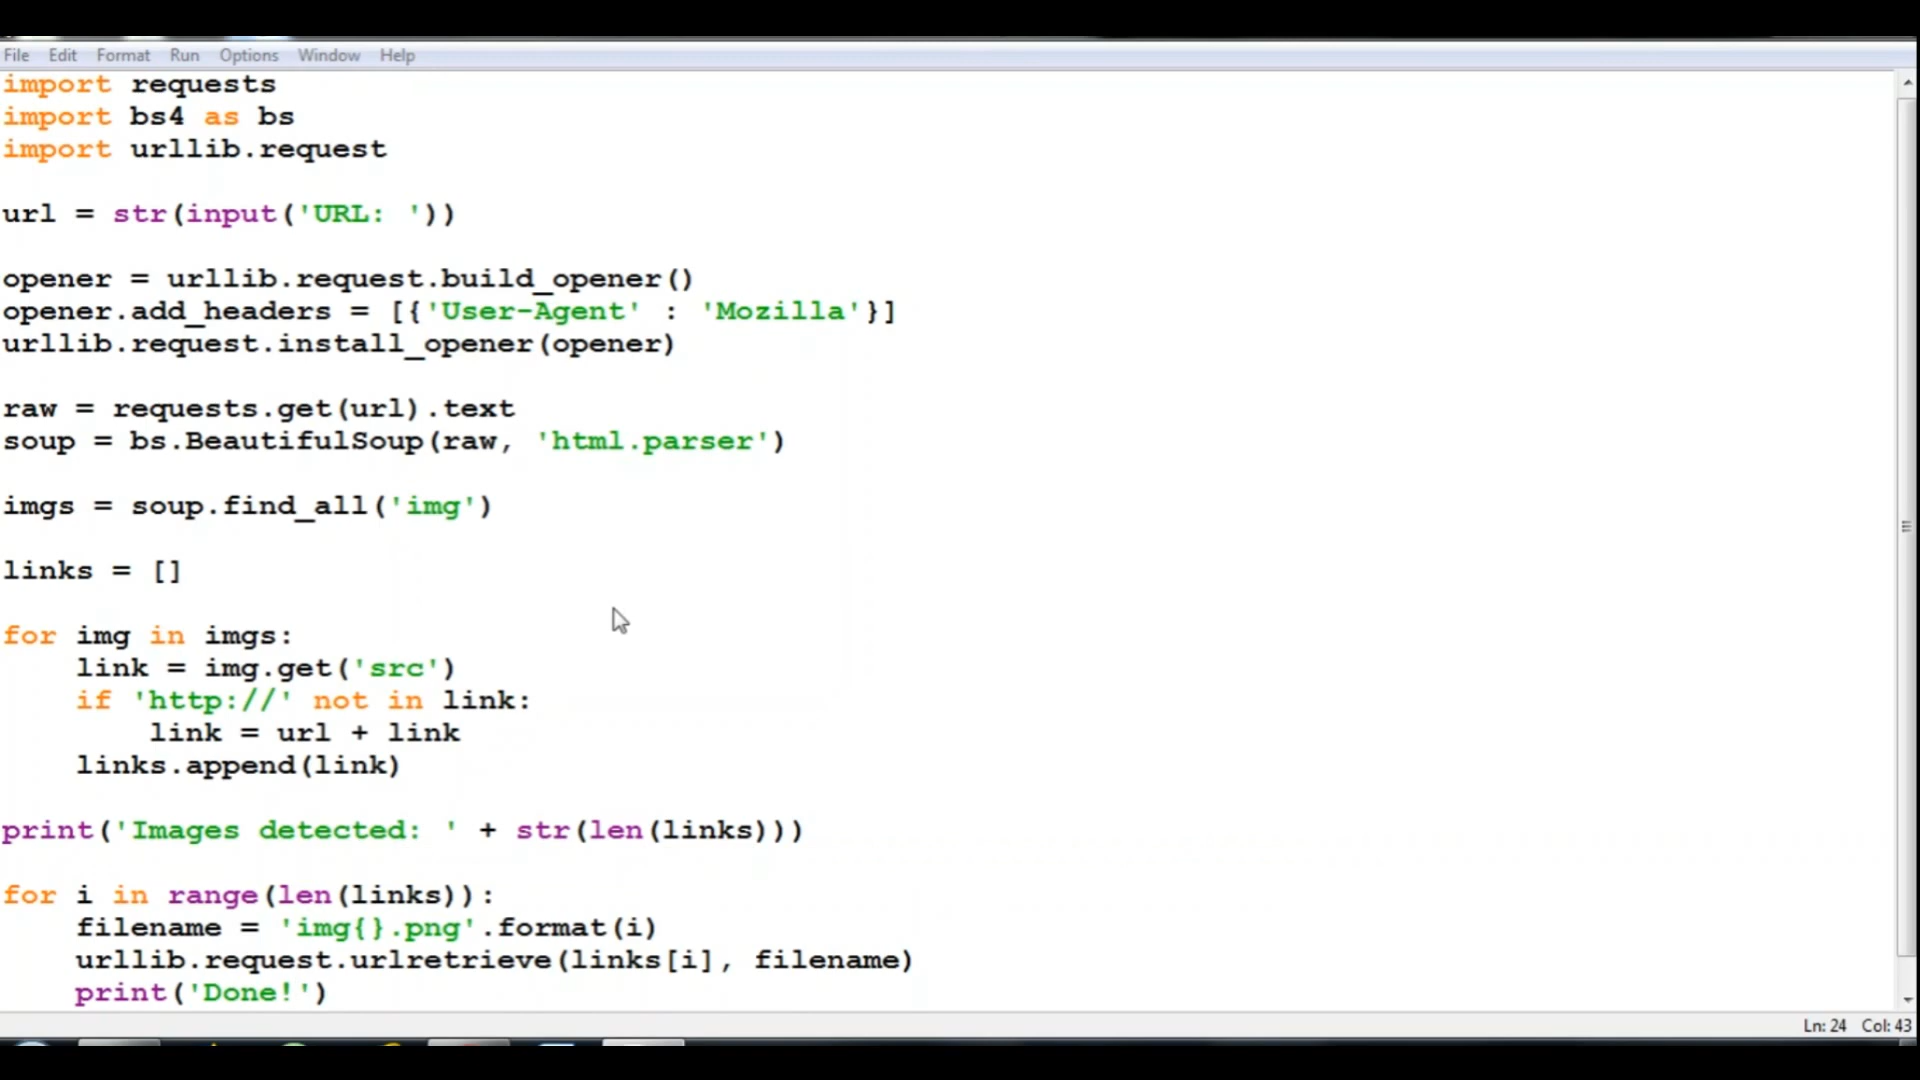 File Edit Format Run Options Window Help
import requests
import bs4 as bs
import urllib.request
url = str(input('URL: '))
opener = urllib.request.build_opener()
opener.add_headers = [{'User-Agent' : 'Mozilla'}]
urllib.request.install_opener(opener)
raw = requests.get(url).text
soup = bs.BeautifulSoup(raw, 'html.parser')
imgs = soup.find_all('img')
links = []
for img in imgs:
    link = img.get('src')
    if 'http://' not in link:
        link = url + link
    links.append(link)
print('Images detected: ' + str(len(links)))
for i in range(len(links)):
    filename = 'img{}.png'.format(i)
    urllib.request.urlretrieve(links[i], filename)
    print('Done!')
Ln: 24 Col: 43